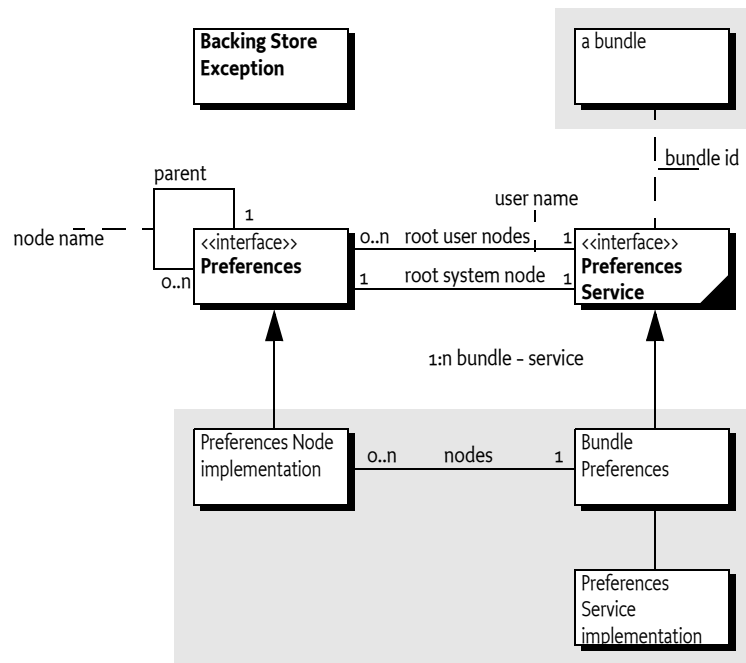 Backing Store
Exception
a bundle
bundle id
parent
user name
1
node name
o..n
<<interface>>
Preferences
o..n root user nodes 1
1 root system node 1
<<interface>>
Preferences
Service
1:n bundle - service
Preferences Node
implementation
o..n nodes 1
Bundle
Preferences
Preferences
Service
implementation